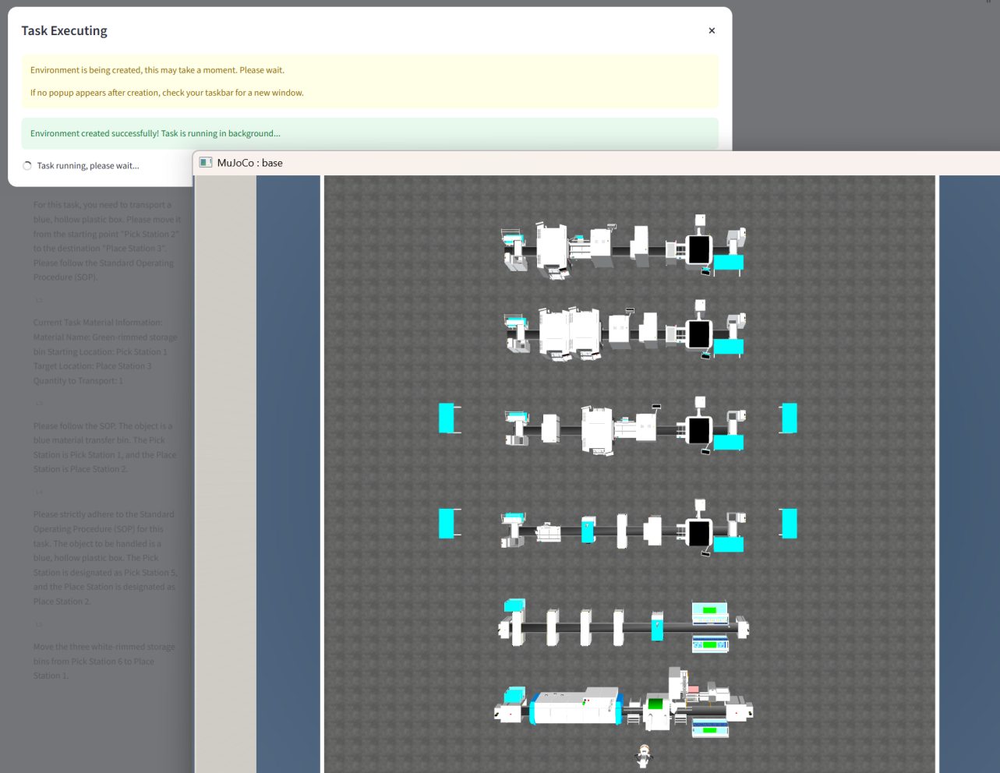 Task Executing
×
Environment is being created, this may take a moment. Please wait.
If no popup appears after creation, check your taskbar for a new window.
Environment created successfully! Task is running in background...
Task running, please wait...
MuJoCo : base
For this task, you need to transport a
blue, hollow plastic box. Please move it
from the starting point "Pick Station 2"
to the destination "Place Station 3".
Please follow the Standard Operating
Procedure (SOP).
Current Task Material Information:
Material Name: Green-rimmed storage
bin Starting Location: Pick Station 1
Target Location: Place Station 3
Quantity to Transport: 1
Please follow the SOP. The object is a
blue material transfer bin. The Pick
Station is Pick Station 1, and the Place
Station is Place Station 2.
Please strictly adhere to the Standard
Operating Procedure (SOP) for this
task. The object to be handled is a
blue, hollow plastic box. The Pick
Station is designated as Pick Station 5,
and the Place Station is designated as
Place Station 2.
Move the three white-rimmed storage
bins from Pick Station 6 to Place
Station 1.